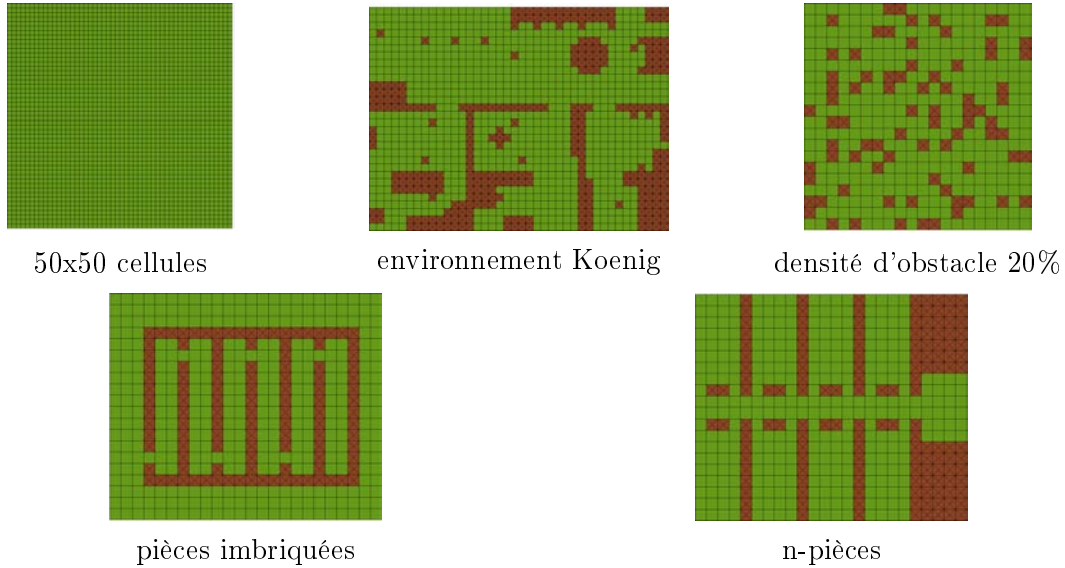 50x50 cellules
environnement Koenig
densité d'obstacle 20%
pièces imbriquées
n-pièces